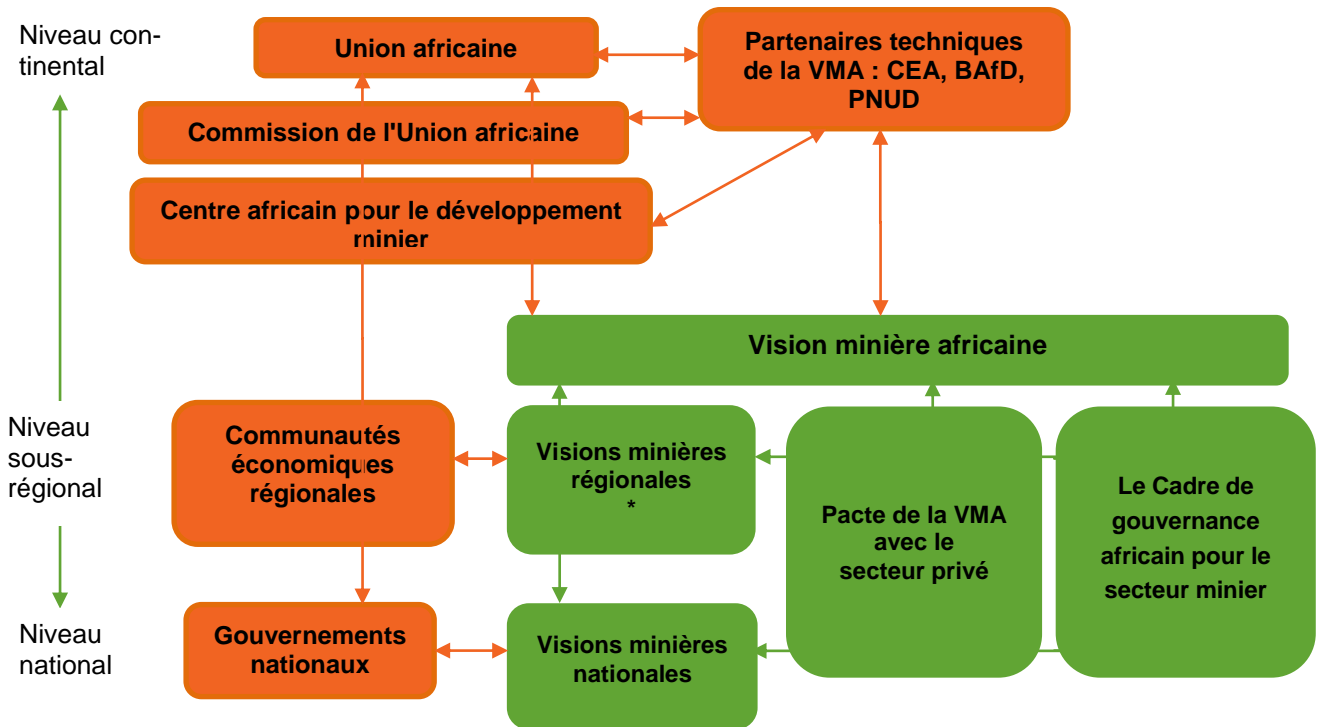 Niveau con-
tinental
Union africaine
Partenaires techniques
de la VMA : CEA, BAfD,
PNUD
Commission de l'Union africaine
Centre africain pour le développement
minier
Vision minière africaine
Niveau
sous-
régional
Communautés
économiques
régionales
Visions minières
régionales
*
Pacte de la VMA
avec le
secteur privé
Le Cadre de
gouvernance
africain pour le
secteur minier
Niveau
national
Gouvernements
nationaux
Visions minières
nationales